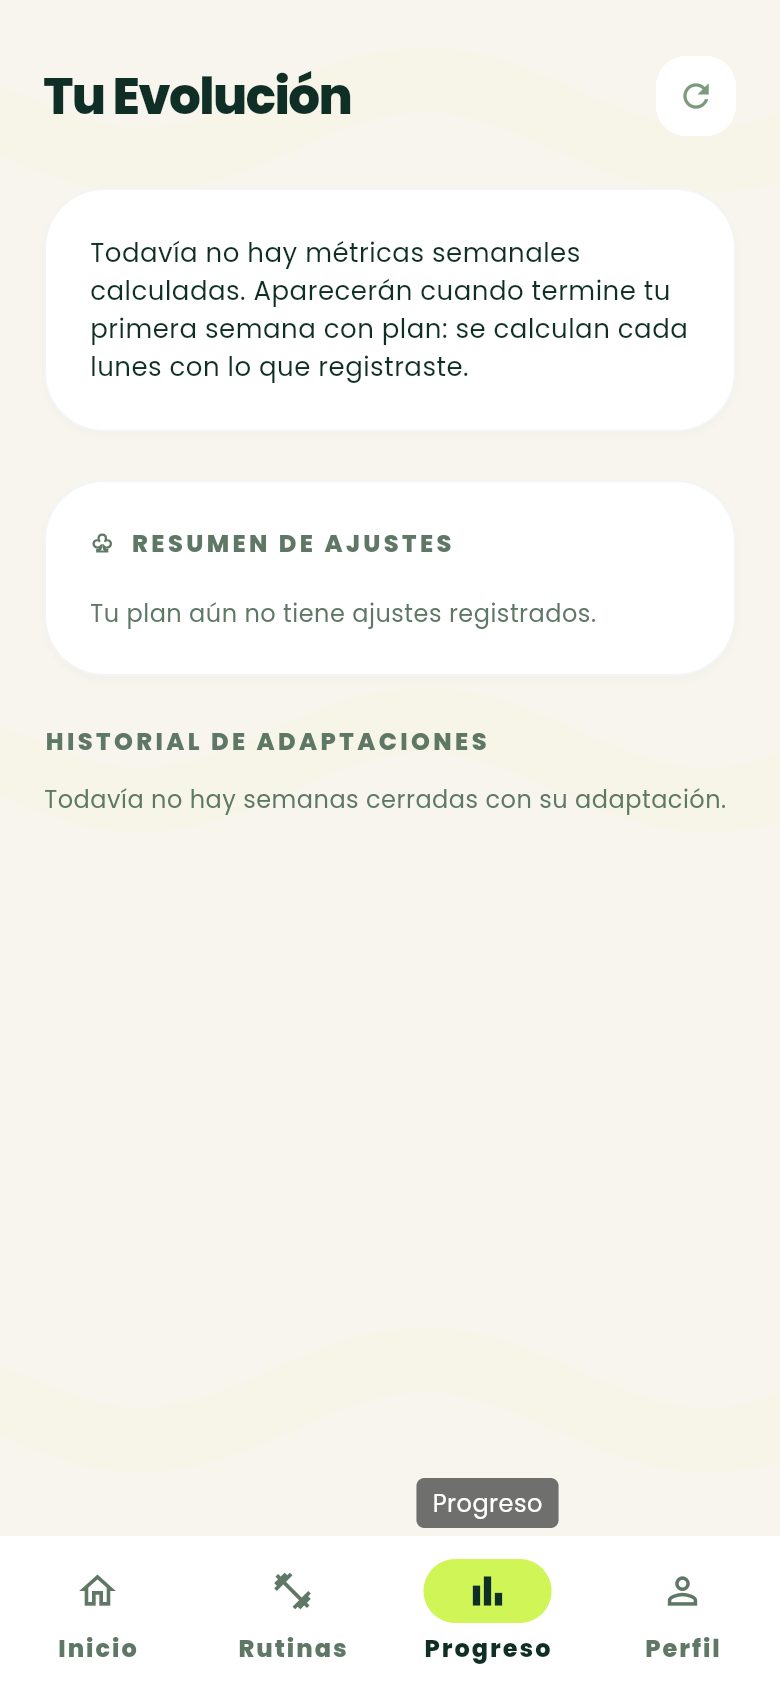 Tu Evolución
Todavía no hay métricas semanales
calculadas. Aparecerán cuando termine tu
primera semana con plan: se calculan cada
lunes con lo que registraste.
RESUMEN DE AJUSTES
Tu plan aún no tiene ajustes registrados.
HISTORIAL DE ADAPTACIONES
Todavía no hay semanas cerradas con su adaptación.
Progreso
Inicio
Rutinas
Progreso
Perfil